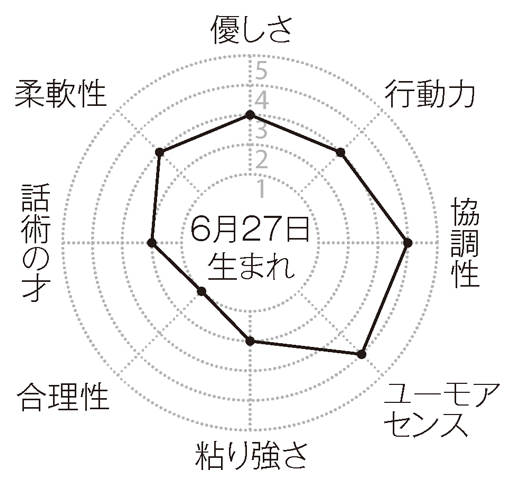 優しさ
5
4
3
2
1
行動力
柔軟性
協調性
話術の才
6月27日
生まれ
合理性
ユーモア
センス
粘り強さ